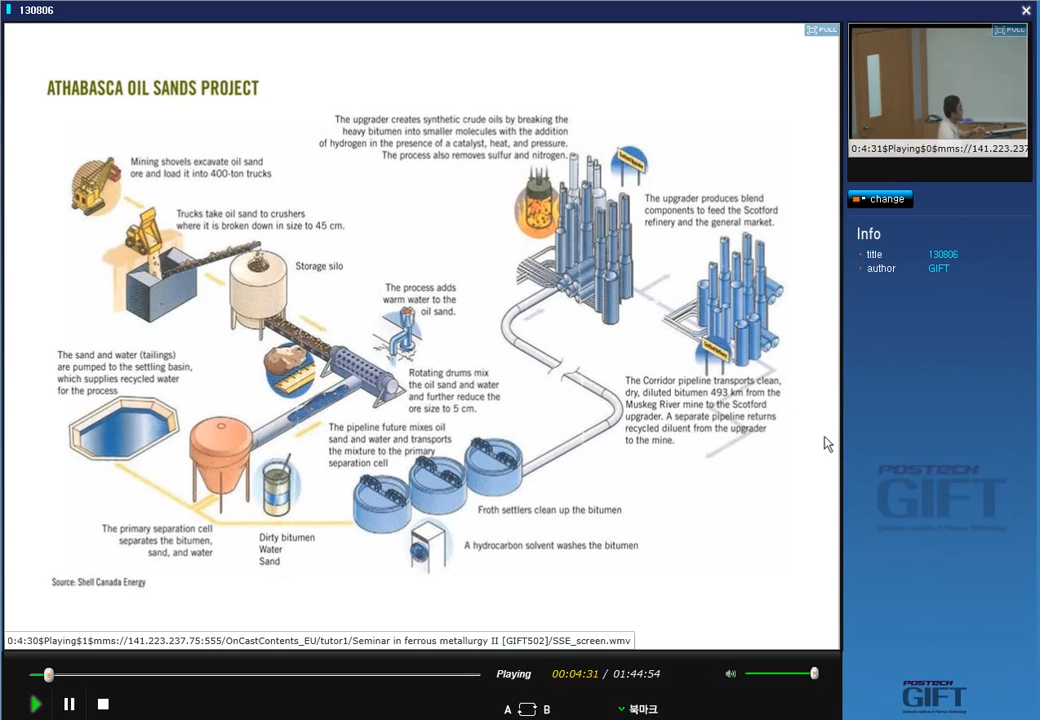 130806
FULL
ATHABASCA OIL SANDS PROJECT
The upgrader creates synthetic crude oils by breaking the
heavy bitumen into smaller molecules with the addition
of hydrogen in the presence of a catalyst, heat, and pressure.
The process also removes sulfur and nitrogen.
Mining shovels excavate oil sand
ore and load it into 400-ton trucks
Trucks take oil sand to crushers
where it is broken down in size to 45 cm.
The upgrader produces blend
components to feed the Scotford
refinery and the general market.
Storage silo
The process adds
warm water to the
oil sand.
The sand and water (tailings)
are pumped to the settling basin,
which supplies recycled water
for the process
Rotating drums mix
the oil sand and water
and further reduce the
ore size to 5 cm.
The Corridor pipeline transports clean,
dry, diluted bitumen 493 km from the
Muskeg River mine to the Scotford
upgrader. A separate pipeline returns
recycled diluent from the upgrader
to the mine.
The pipeline future mixes oil
sand and water and transports
the mixture to the primary
separation cell
Froth settlers clean up the bitumen
The primary separation cell
separates the bitumen,
sand, and water
Dirty bitumen
Water
Sand
A hydrocarbon solvent washes the bitumen
Source: Shell Canada Energy
0:4:30$Playing$1$mms://141.223.237.75:555/OnCastContents_EU/tutor1/Seminar in ferrous metallurgy II [GIFT502]/SSE_screen.wmv
Playing
00:04:31 / 01:44:54
A B
북마크
FULL
0:4:31$Playing$0$mms://141.223.237
change
Info
title 130806
author GIFT
POSTECH
GIFT
POSTECH
GIFT